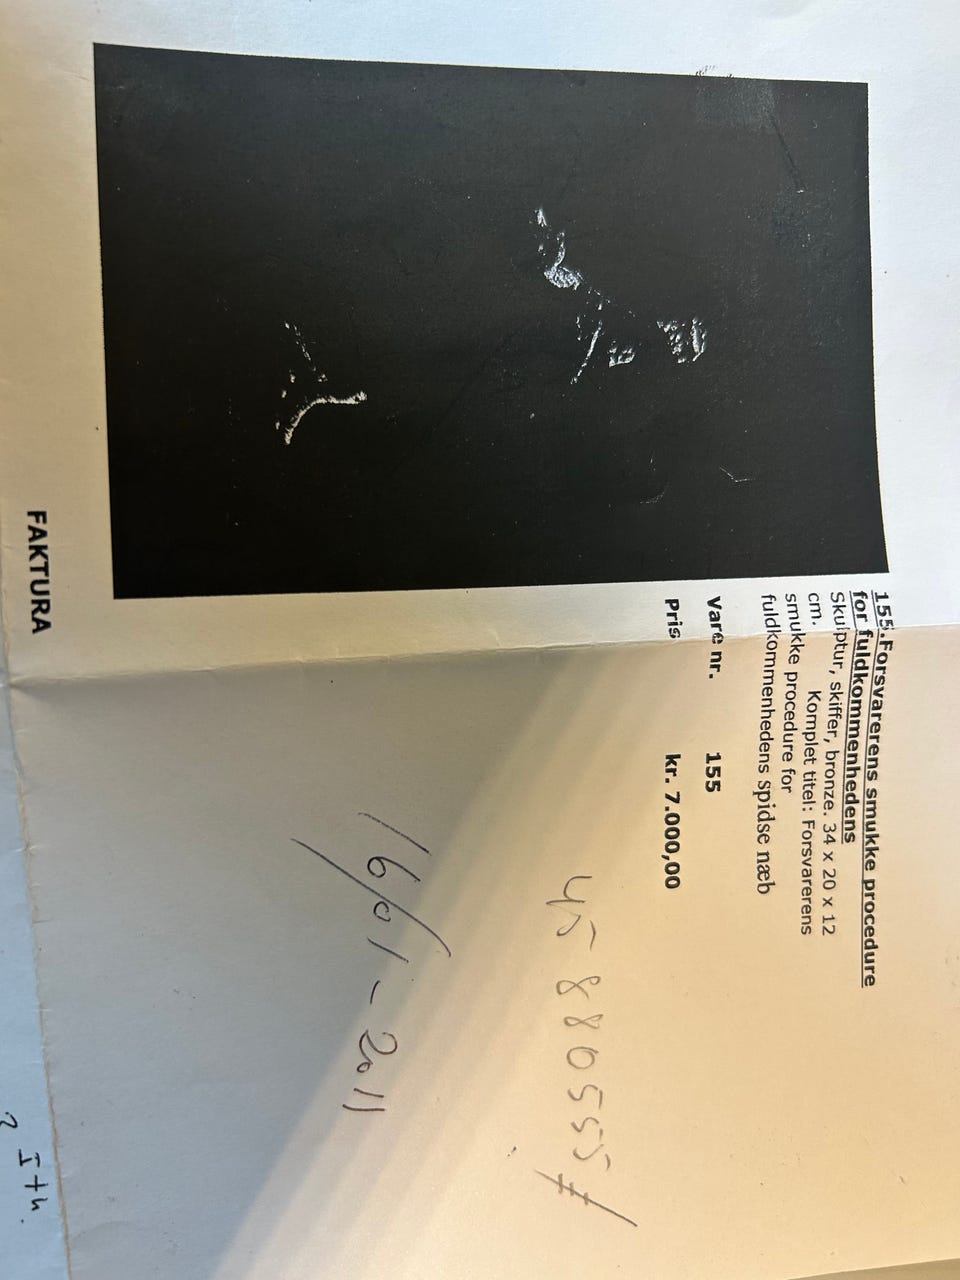 155.Forsvarerens smukke procedure
for fuldkommenhedens
Skulptur, skiffer, bronze. 34 x 20 x 12
cm. Komplet titel: Forsvarerens
smukke procedure for
fuldkommenhedens spidse næb
Vare nr. 155
Pris kr. 7.000,00
45 880555
16/01-2011
FAKTURA